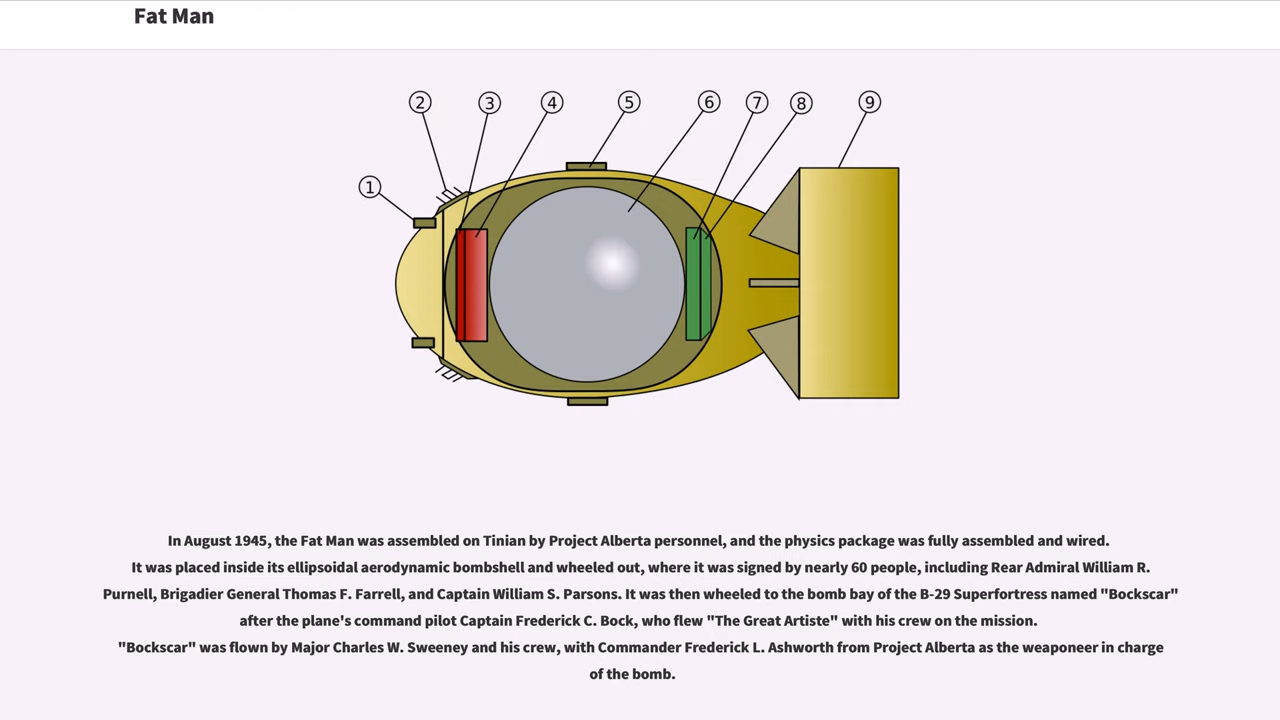 Fat Man
② ③ ④ ⑤ ⑥ ⑦ ⑧ ⑨
①
In August 1945, the Fat Man was assembled on Tinian by Project Alberta personnel, and the physics package was fully assembled and wired.
It was placed inside its ellipsoidal aerodynamic bombshell and wheeled out, where it was signed by nearly 60 people, including Rear Admiral William R.
Purnell, Brigadier General Thomas F. Farrell, and Captain William S. Parsons. It was then wheeled to the bomb bay of the B-29 Superfortress named "Bockscar"
after the plane's command pilot Captain Frederick C. Bock, who flew "The Great Artiste" with his crew on the mission.
"Bockscar" was flown by Major Charles W. Sweeney and his crew, with Commander Frederick L. Ashworth from Project Alberta as the weaponeer in charge
of the bomb.